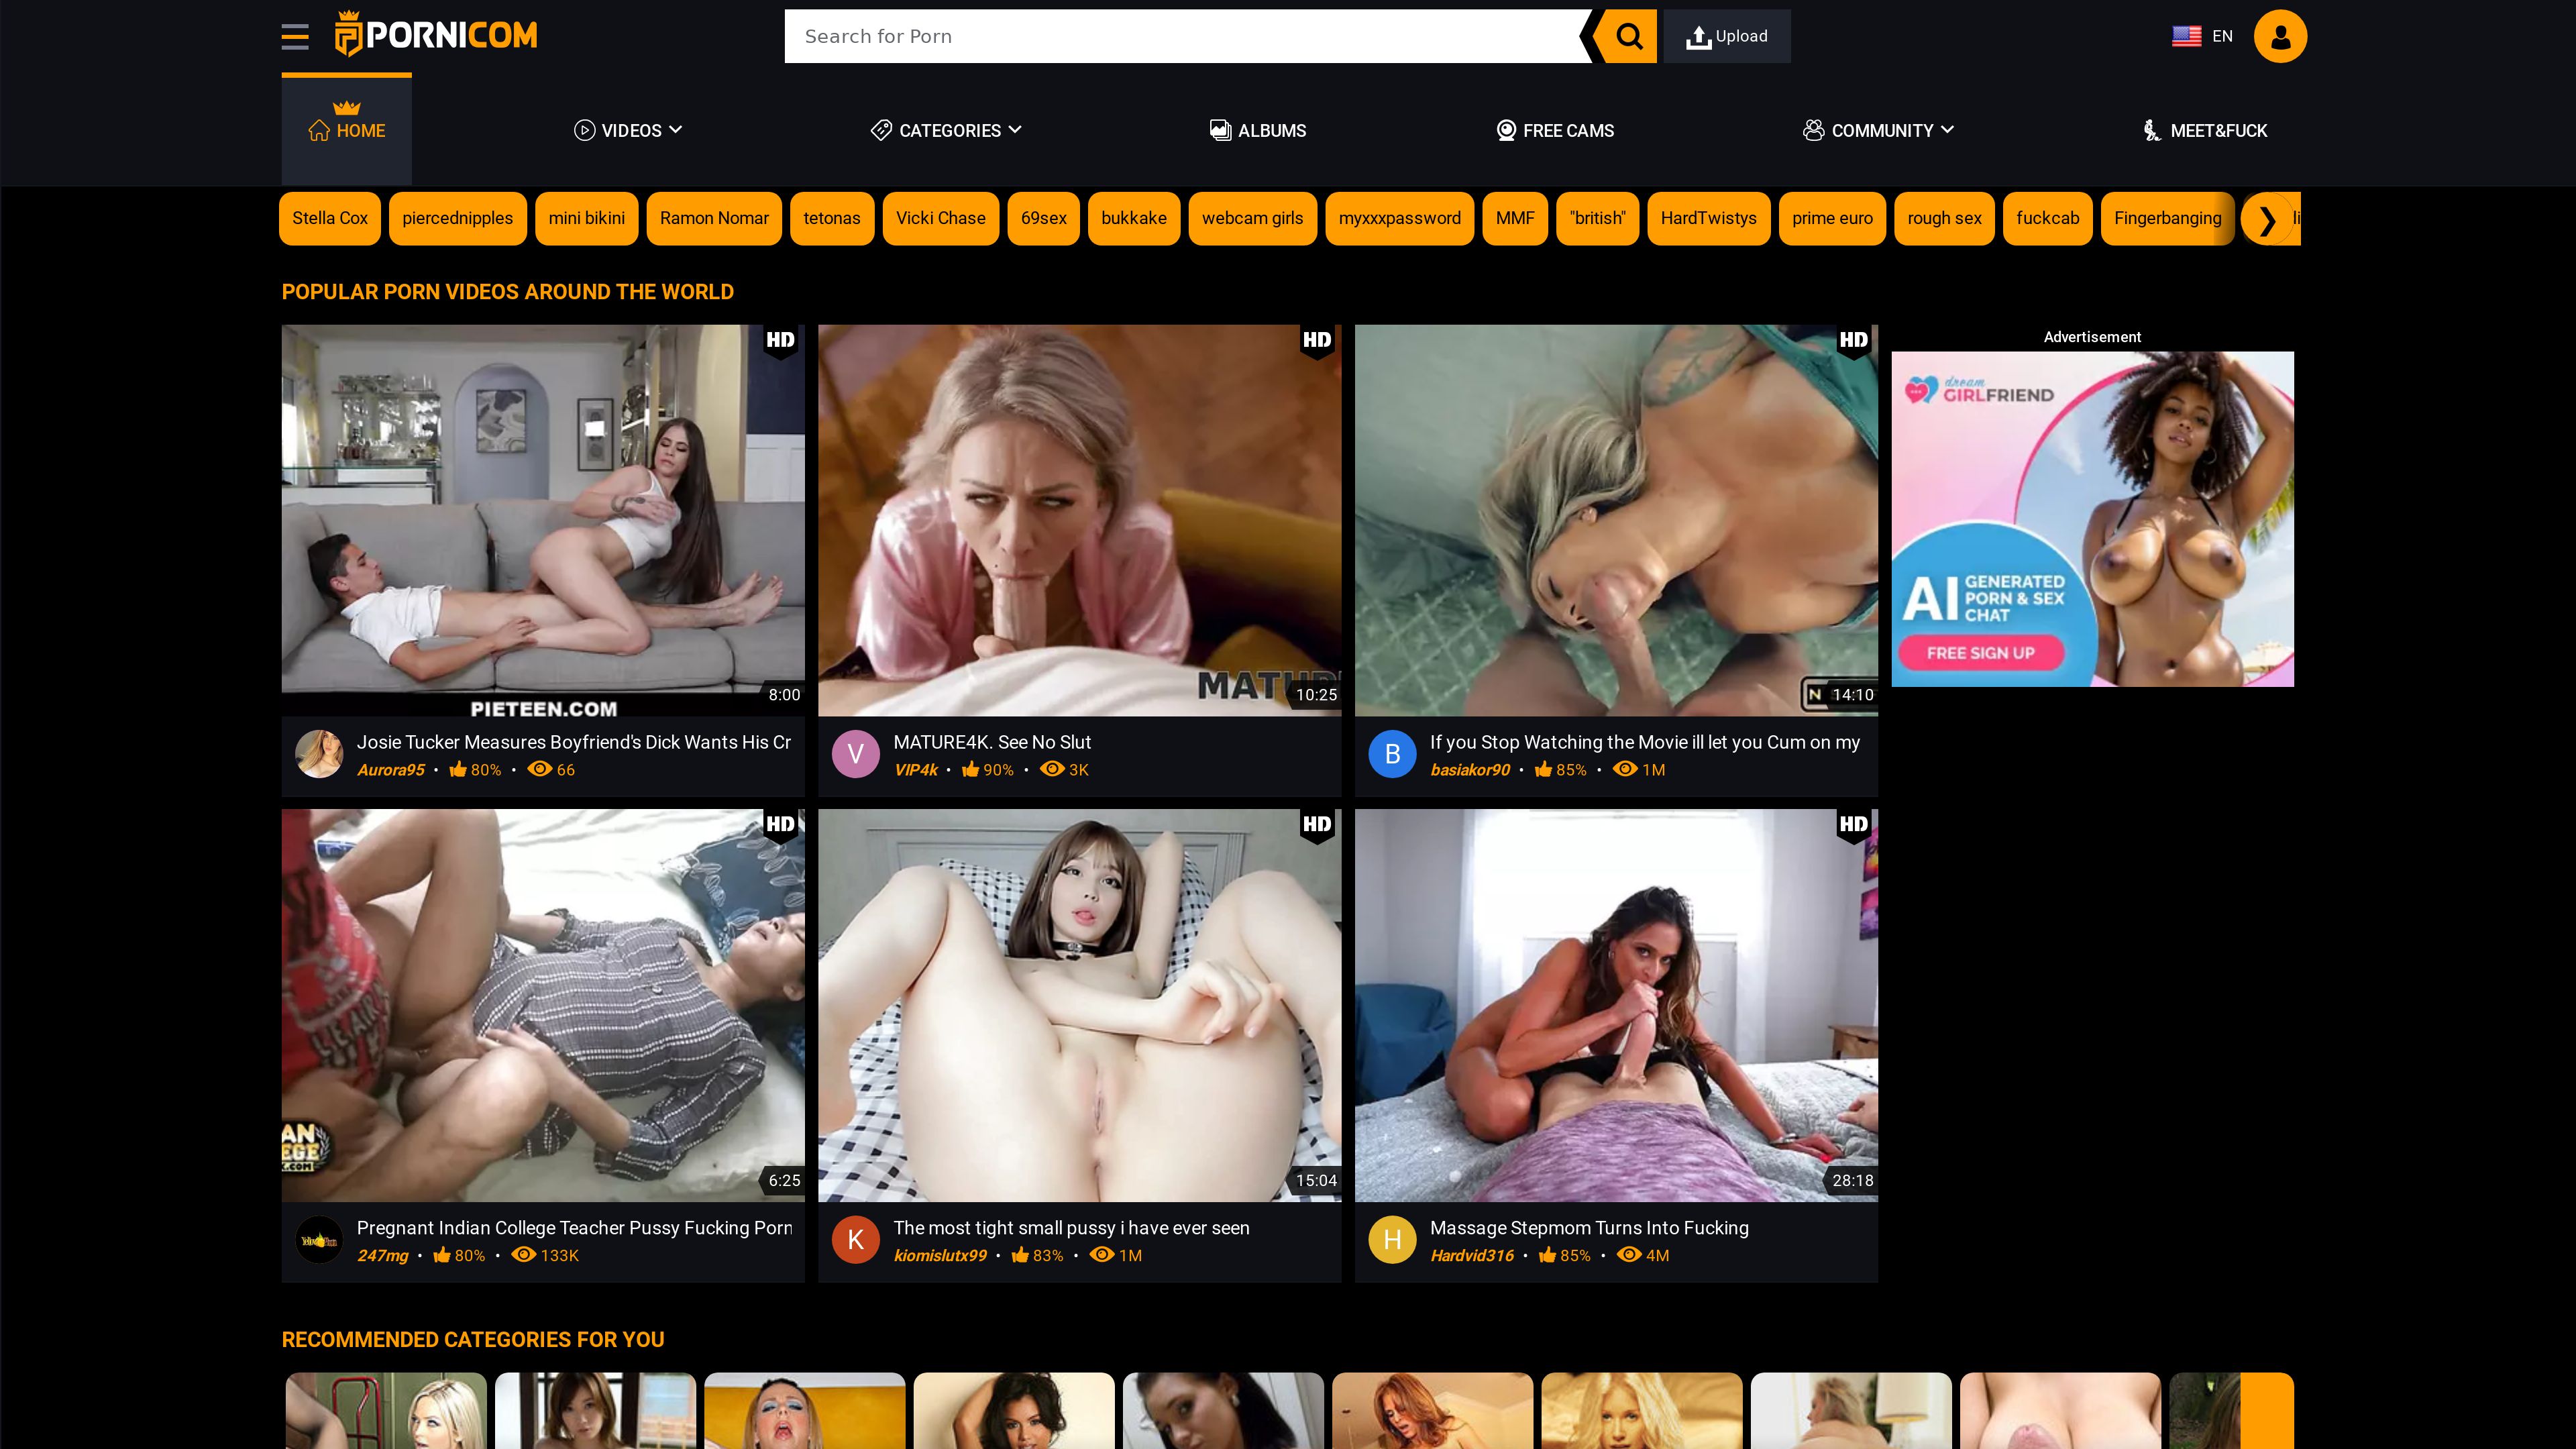 PORNICOM
Search for Porn
Upload
EN
HOME
VIDEOS
CATEGORIES
ALBUMS
FREE CAMS
COMMUNITY
MEET&FUCK
Stella Cox
piercednipples
mini bikini
Ramon Nomar
tetonas
Vicki Chase
69sex
bukkake
webcam girls
myxxxpassword
MMF
"british"
HardTwistys
prime euro
rough sex
fuckcab
Fingerbanging
li
POPULAR PORN VIDEOS AROUND THE WORLD
HD
PIETEEN.COM
8:00
Josie Tucker Measures Boyfriend's Dick Wants His Cr
Aurora95 • 80% • 66
HD
10:25
V
MATURE4K. See No Slut
VIP4k • 90% • 3K
HD
N
14:10
B
If you Stop Watching the Movie ill let you Cum on my
basiakor90 • 85% • 1M
Advertisement
dream
GIRLFRIEND
AI GENERATED
PORN & SEX
CHAT
FREE SIGN UP
HD
AN
EGE
.COM
6:25
Pregnant Indian College Teacher Pussy Fucking Porn
247mg • 80% • 133K
HD
15:04
K
The most tight small pussy i have ever seen
kiomislutx99 • 83% • 1M
HD
28:18
H
Massage Stepmom Turns Into Fucking
Hardvid316 • 85% • 4M
RECOMMENDED CATEGORIES FOR YOU